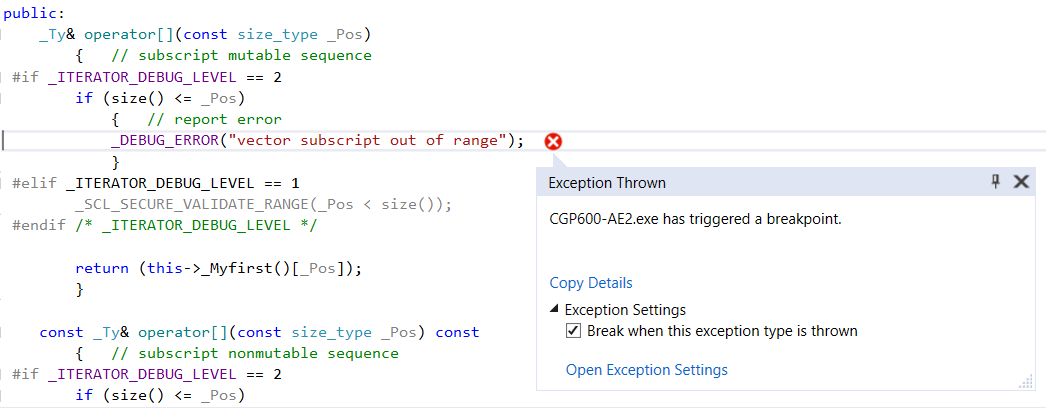 public:
_Ty& operator[](const size_type _Pos)
{ // subscript mutable sequence
#if _ITERATOR_DEBUG_LEVEL == 2
if (size() <= _Pos)
{ // report error
_DEBUG_ERROR("vector subscript out of range");
}
#elif _ITERATOR_DEBUG_LEVEL == 1
_SCL_SECURE_VALIDATE_RANGE(_Pos < size());
#endif /* _ITERATOR_DEBUG_LEVEL */
return (this->_Myfirst()[_Pos]);
}
const _Ty& operator[](const size_type _Pos) const
{ // subscript nonmutable sequence
#if _ITERATOR_DEBUG_LEVEL == 2
if (size() <= _Pos)
Exception Thrown
CGP600-AE2.exe has triggered a breakpoint.
Copy Details
Exception Settings
Break when this exception type is thrown
Open Exception Settings